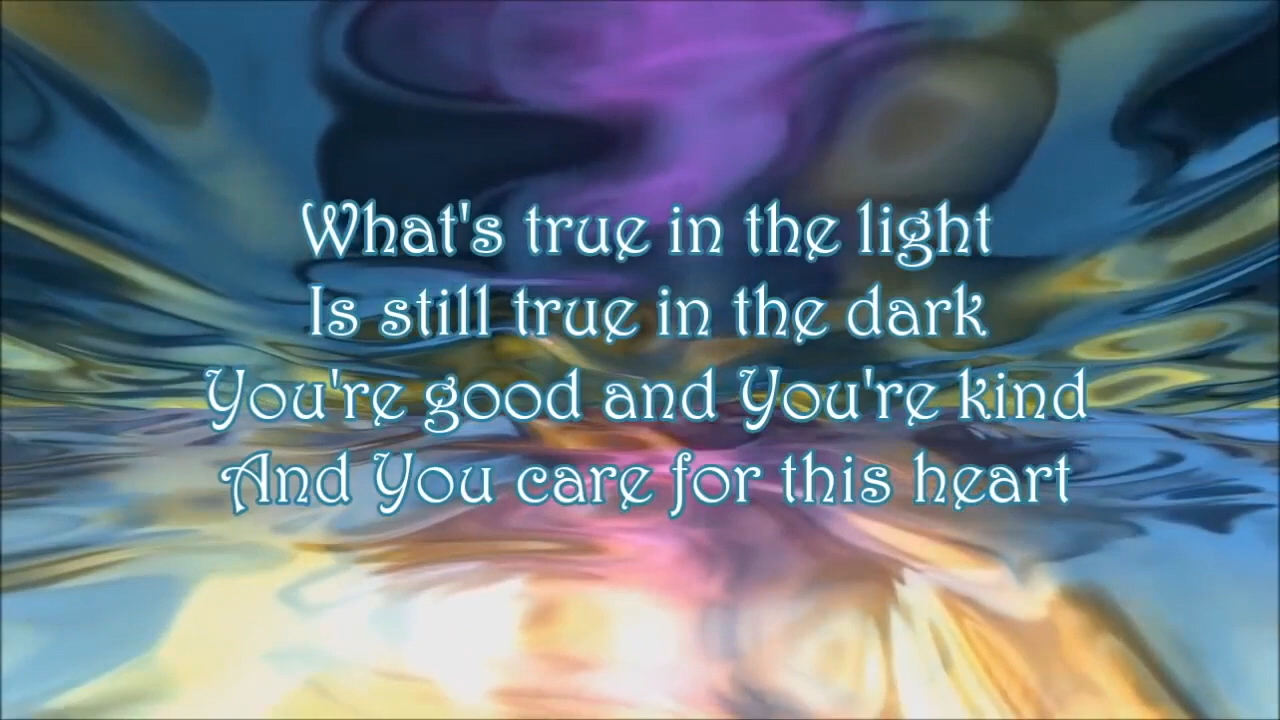 What's true in the light
Is still true in the dark
You're good and You're kind
And You care for this heart